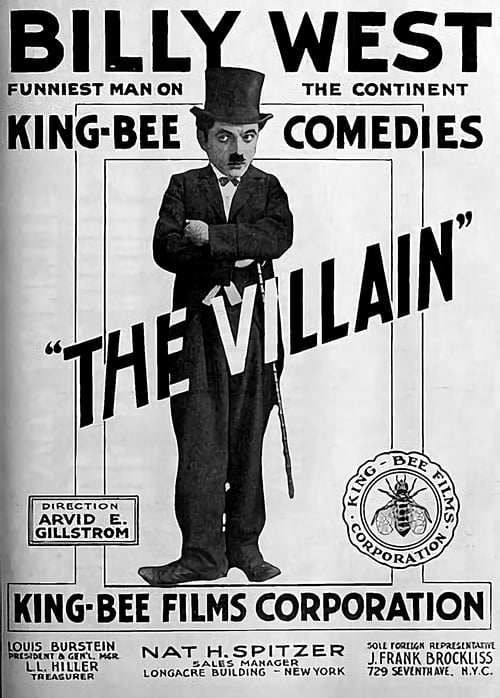 BILLY WEST
FUNNIEST MAN ON THE CONTINENT
KING-BEE COMEDIES
"THE VILLAIN"
DIRECTION
ARVID E.
GILLSTROM
KING-BEE FILMS
CORPORATION
KING-BEE FILMS CORPORATION
LOUIS BURSTEIN
PRESIDENT & GEN'L. MGR.
L.L. HILLER
TREASURER
NAT H. SPITZER
SALES MANAGER
LONGACRE BUILDING - NEW YORK
SOLE FOREIGN REPRESENTATIVE
J. FRANK BROCKLISS
729 SEVENTH AVE. N.Y.C.